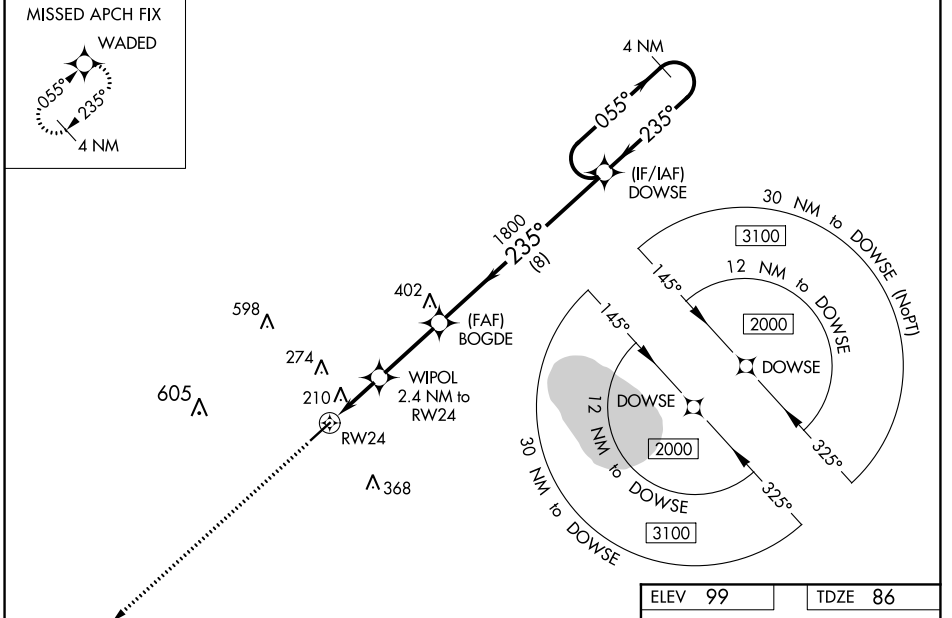 MISSED APCH FIX
WADED
055°
235°
4 NM
4 NM
055°
235°
(IF/IAF)
DOWSE
1800
235°
(8)
30 NM to DOWSE (NoPT)
3100
145°
12 NM to DOWSE
2000
DOWSE
325°
402
(FAF)
BOGDE
598
274
WIPOL
2.4 NM to
RW24
605
210
RW24
368
145°
DOWSE
12 NM to DOWSE
2000
325°
30 NM to DOWSE
3100
ELEV 99
TDZE 86